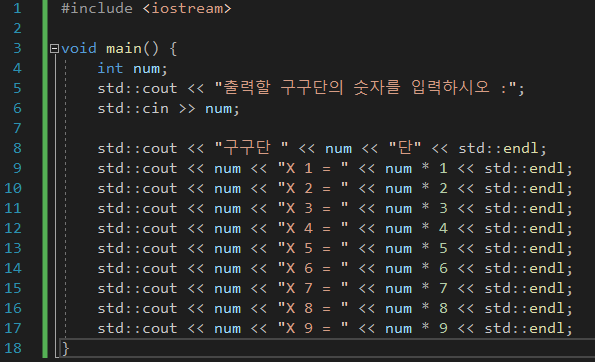 1 #include <iostream>
2
3 void main() {
4 int num;
5 std::cout << "출력할 구구단의 숫자를 입력하시오 :";
6 std::cin >> num;
7
8 std::cout << "구구단 " << num << "단" << std::endl;
9 std::cout << num << "X 1 = " << num * 1 << std::endl;
10 std::cout << num << "X 2 = " << num * 2 << std::endl;
11 std::cout << num << "X 3 = " << num * 3 << std::endl;
12 std::cout << num << "X 4 = " << num * 4 << std::endl;
13 std::cout << num << "X 5 = " << num * 5 << std::endl;
14 std::cout << num << "X 6 = " << num * 6 << std::endl;
15 std::cout << num << "X 7 = " << num * 7 << std::endl;
16 std::cout << num << "X 8 = " << num * 8 << std::endl;
17 std::cout << num << "X 9 = " << num * 9 << std::endl;
18 }